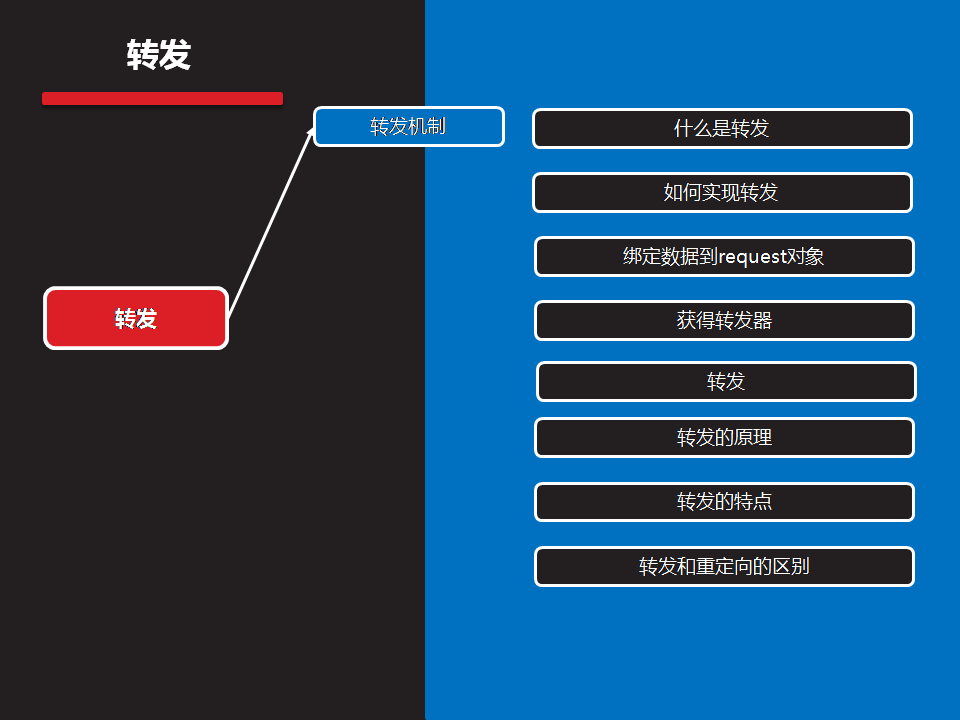 转发
转发机制
什么是转发
如何实现转发
绑定数据到request对象
转发
获得转发器
转发
转发的原理
转发的特点
转发和重定向的区别